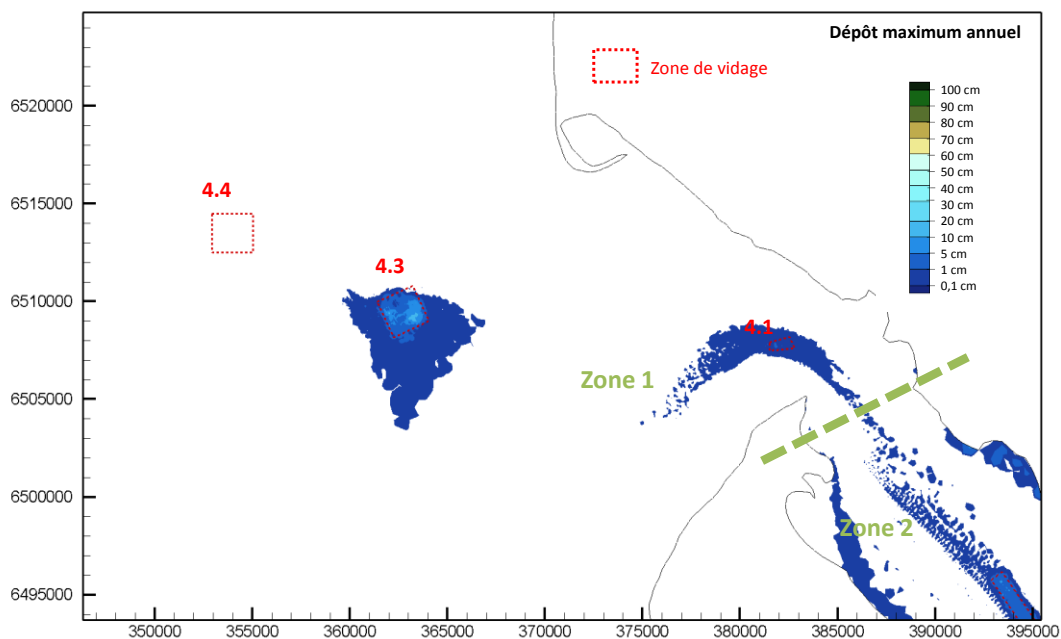 Dépôt maximum annuel
Zone de vidage
100 cm
90 cm
80 cm
70 cm
60 cm
50 cm
40 cm
30 cm
20 cm
10 cm
5 cm
1 cm
0,1 cm
6520000
6515000
6510000
6505000
6500000
6495000
4.4
4.3
4.1
Zone 1
Zone 2
350000
355000
360000
365000
370000
375000
380000
385000
390000
395000